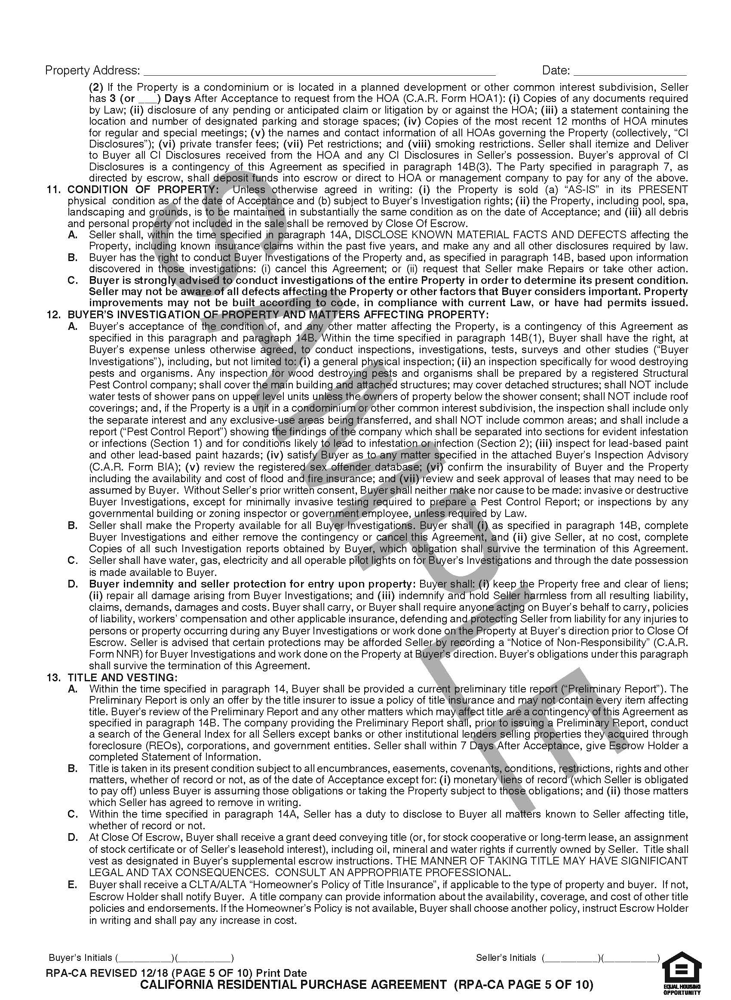 Property Address: ______________________________ Date: ______________
(2) If the Property is a condominium or is located in a planned development or other common interest subdivision, Seller
has 3 (or ___) Days After Acceptance to request from the HOA (C.A.R. Form HOA1): (i) Copies of any documents required
by Law; (ii) disclosure of any pending or anticipated claim or litigation by or against the HOA; (iii) a statement containing the
location and number of designated parking and storage spaces; (iv) Copies of the most recent 12 months of HOA minutes
for regular and special meetings; (v) the names and contact information of all HOAs governing the Property (collectively, “CI
Disclosures”); (vi) private transfer fees; (vii) Pet restrictions; and (viii) smoking restrictions. Seller shall itemize and Deliver
to Buyer all CI Disclosures received from the HOA and any CI Disclosures in Seller’s possession. Buyer’s approval of CI
Disclosures is a contingency of this Agreement as specified in paragraph 14B(3). The Party specified in paragraph 7, as
directed by escrow, shall deposit funds into escrow or direct to HOA or management company to pay for any of the above.
11. CONDITION OF PROPERTY: Unless otherwise agreed in writing: (i) the Property is sold (a) “AS-IS” in its PRESENT
physical condition as of the date of Acceptance and (b) subject to Buyer’s Investigation rights; (ii) the Property, including pool, spa,
landscaping and grounds, is to be maintained in substantially the same condition as on the date of Acceptance; and (iii) all debris
and personal property not included in the sale shall be removed by Close Of Escrow.
A. Seller shall, within the time specified in paragraph 14A, DISCLOSE KNOWN MATERIAL FACTS AND DEFECTS affecting the
Property, including known insurance claims within the past five years, and make any and all other disclosures required by law.
B. Buyer has the right to conduct Buyer Investigations of the Property and, as specified in paragraph 14B, based upon information
discovered in those investigations: (i) cancel this Agreement; or (ii) request that Seller make Repairs or take other action.
C. Buyer is strongly advised to conduct investigations of the entire Property in order to determine its present condition.
Seller may not be aware of all defects affecting the Property or other factors that Buyer considers important. Property
improvements may not be built according to code, in compliance with current Law, or have had permits issued.
12. BUYER’S INVESTIGATION OF PROPERTY AND MATTERS AFFECTING PROPERTY:
A. Buyer’s acceptance of the condition of, and any other matter affecting the Property, is a contingency of this Agreement as
specified in this paragraph and paragraph 14B. Within the time specified in paragraph 14B(1), Buyer shall have the right, at
Buyer’s expense unless otherwise agreed, to conduct inspections, investigations, tests, surveys and other studies (“Buyer
Investigations”), including, but not limited to: (i) a general physical inspection; (ii) an inspection specifically for wood destroying
pests and organisms. Any inspection for wood destroying pests and organisms shall be prepared by a registered Structural
Pest Control company; shall cover the main building and attached structures; may cover detached structures; shall NOT include
water tests of shower pans on upper level units unless the owners of property below the shower consent; shall NOT include roof
coverings; and, if the Property is a unit in a condominium or other common interest subdivision, the inspection shall include only
the separate interest and any exclusive-use areas being transferred, and shall NOT include common areas; and shall include a
report (“Pest Control Report”) showing the findings of the company which shall be separated into sections for evident infestation
or infections (Section 1) and for conditions likely to lead to infestation or infection (Section 2); (iii) inspect for lead-based paint
and other lead-based paint hazards; (iv) satisfy Buyer as to any matter specified in the attached Buyer’s Inspection Advisory
(C.A.R. Form BIA); (v) review the registered sex offender database; (vi) confirm the insurability of Buyer and the Property
including the availability and cost of flood and fire insurance; and (vii) review and seek approval of leases that may need to be
assumed by Buyer. Without Seller’s prior written consent, Buyer shall neither make nor cause to be made: invasive or destructive
Buyer Investigations, except for minimally invasive testing required to prepare a Pest Control Report; or inspections by any
governmental building or zoning inspector or government employee, unless required by Law.
B. Seller shall make the Property available for all Buyer Investigations. Buyer shall (i) as specified in paragraph 14B, complete
Buyer Investigations and either remove the contingency or cancel this Agreement, and (ii) give Seller, at no cost, complete
Copies of all such Investigation reports obtained by Buyer, which obligation shall survive the termination of this Agreement.
C. Seller shall have water, gas, electricity and all operable pilot lights on for Buyer’s Investigations and through the date possession
is made available to Buyer.
D. Buyer indemnity and seller protection for entry upon property: Buyer shall: (i) keep the Property free and clear of liens;
(ii) repair all damage arising from Buyer Investigations; and (iii) indemnify and hold Seller harmless from all resulting liability,
claims, demands, damages and costs. Buyer shall carry, or Buyer shall require anyone acting on Buyer’s behalf to carry, policies
of liability, workers’ compensation and other applicable insurance, defending and protecting Seller from liability for any injuries to
persons or property occurring during any Buyer Investigations or work done on the Property at Buyer’s direction prior to Close Of
Escrow. Seller is advised that certain protections may be afforded Seller by recording a “Notice of Non-Responsibility” (C.A.R.
Form NNR) for Buyer Investigations and work done on the Property at Buyer’s direction. Buyer’s obligations under this paragraph
shall survive the termination of this Agreement.
13. TITLE AND VESTING:
A. Within the time specified in paragraph 14, Buyer shall be provided a current preliminary title report (“Preliminary Report”). The
Preliminary Report is only an offer by the title insurer to issue a policy of title insurance and may not contain every item affecting
title. Buyer’s review of the Preliminary Report and any other matters which may affect title are a contingency of this Agreement as
specified in paragraph 14B. The company providing the Preliminary Report shall, prior to issuing a Preliminary Report, conduct
a search of the General Index for all Sellers except banks or other institutional lenders selling properties they acquired through
foreclosure (REOs), corporations, and government entities. Seller shall within 7 Days After Acceptance, give Escrow Holder a
completed Statement of Information.
B. Title is taken in its present condition subject to all encumbrances, easements, covenants, conditions, restrictions, rights and other
matters, whether of record or not, as of the date of Acceptance except for: (i) monetary liens of record (which Seller is obligated
to pay off) unless Buyer is assuming those obligations or taking the Property subject to those obligations; and (ii) those matters
which Seller has agreed to remove in writing.
C. Within the time specified in paragraph 14A, Seller has a duty to disclose to Buyer all matters known to Seller affecting title,
whether of record or not.
D. At Close Of Escrow, Buyer shall receive a grant deed conveying title (or, for stock cooperative or long-term lease, an assignment
of stock certificate or of Seller’s leasehold interest), including oil, mineral and water rights if currently owned by Seller. Title shall
vest as designated in Buyer’s supplemental escrow instructions. THE MANNER OF TAKING TITLE MAY HAVE SIGNIFICANT
LEGAL AND TAX CONSEQUENCES. CONSULT AN APPROPRIATE PROFESSIONAL.
E. Buyer shall receive a CLTA/ALTA “Homeowner’s Policy of Title Insurance”, if applicable to the type of property and buyer. If not,
Escrow Holder shall notify Buyer. A title company can provide information about the availability, coverage, and cost of other title
policies and endorsements. If the Homeowner’s Policy is not available, Buyer shall choose another policy, instruct Escrow Holder
in writing and shall pay any increase in cost.
SAMPLE
Buyer’s Initials (__________)(__________) Seller’s Initials (__________)(__________)
RPA-CA REVISED 12/18 (PAGE 5 OF 10) Print Date
CALIFORNIA RESIDENTIAL PURCHASE AGREEMENT (RPA-CA PAGE 5 OF 10)
EQUAL HOUSING
OPPORTUNITY